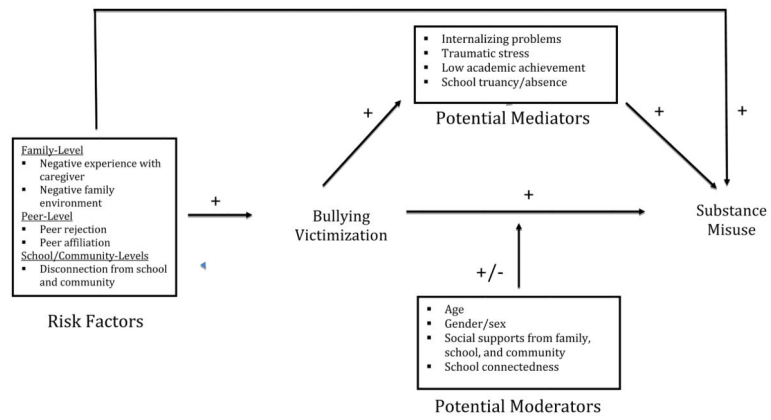 ▪ Internalizing problems
▪ Traumatic stress
▪ Low academic achievement
▪ School truancy/absence
Potential Mediators
+
+
+
Family-Level
▪ Negative experience with
caregiver
▪ Negative family
environment
Peer-Level
▪ Peer rejection
▪ Peer affiliation
School/Community-Levels
▪ Disconnection from school
and community
Risk Factors
+
Bullying
Victimization
+
Substance
Misuse
+/-
▪ Age
▪ Gender/sex
▪ Social supports from family,
school, and community
▪ School connectedness
Potential Moderators